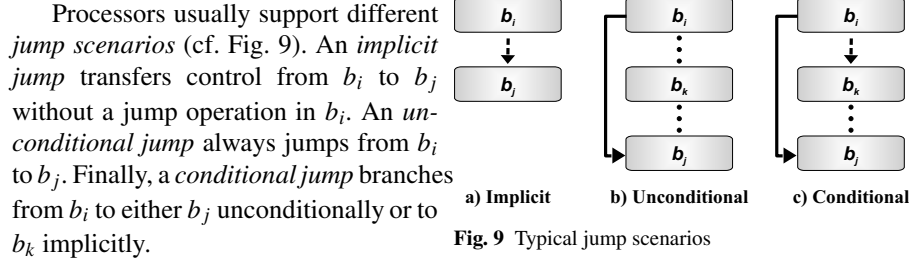 Processors usually support different
jump scenarios (cf. Fig. 9). An implicit
jump transfers control from b_i to b_j
without a jump operation in b_i. An un-
conditional jump always jumps from b_i
to b_j. Finally, a conditional jump branches
from b_i to either b_j unconditionally or to
b_k implicitly.
b_i
b_j
a) Implicit
b_i
b_k
b_j
b) Unconditional
b_i
b_k
b_j
c) Conditional
Fig. 9 Typical jump scenarios